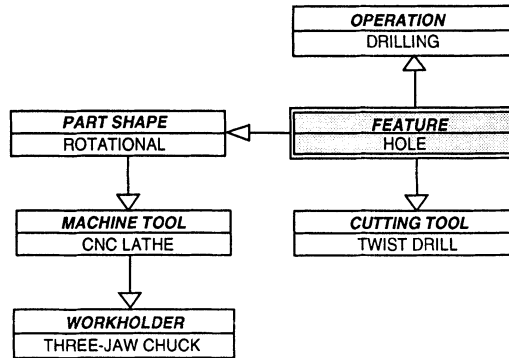 OPERATION
DRILLING
PART SHAPE
ROTATIONAL
FEATURE
HOLE
MACHINE TOOL
CNC LATHE
CUTTING TOOL
TWIST DRILL
WORKHOLDER
THREE-JAW CHUCK